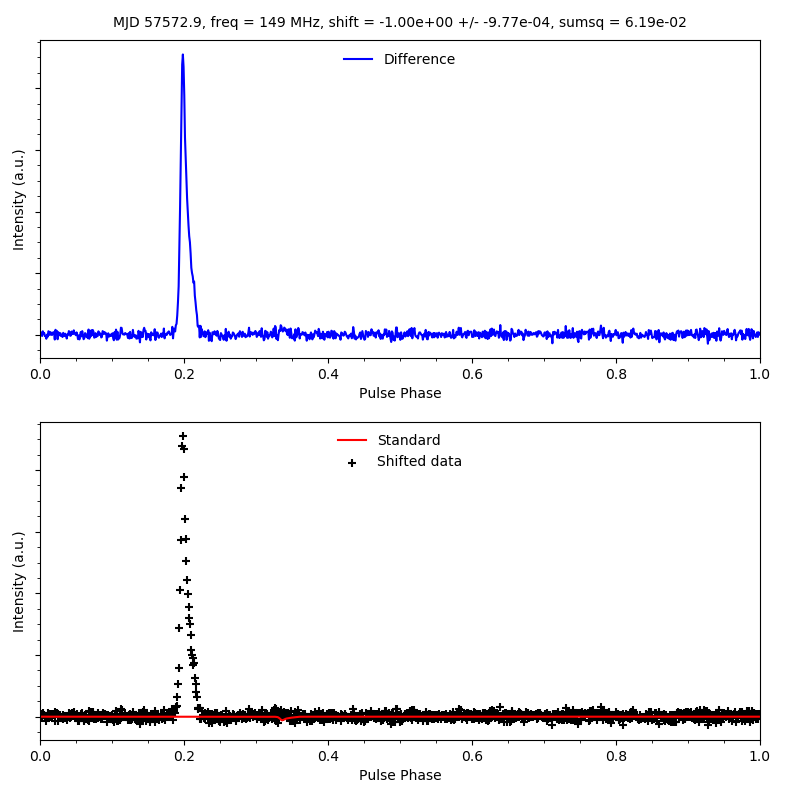 MJD 57572.9, freq = 149 MHz, shift = -1.00e+00 +/- -9.77e-04, sumsq = 6.19e-02
Difference
Intensity (a.u.)
0.0 0.2 0.4 0.6 0.8 1.0
Pulse Phase
Standard
Shifted data
Intensity (a.u.)
0.0 0.2 0.4 0.6 0.8 1.0
Pulse Phase